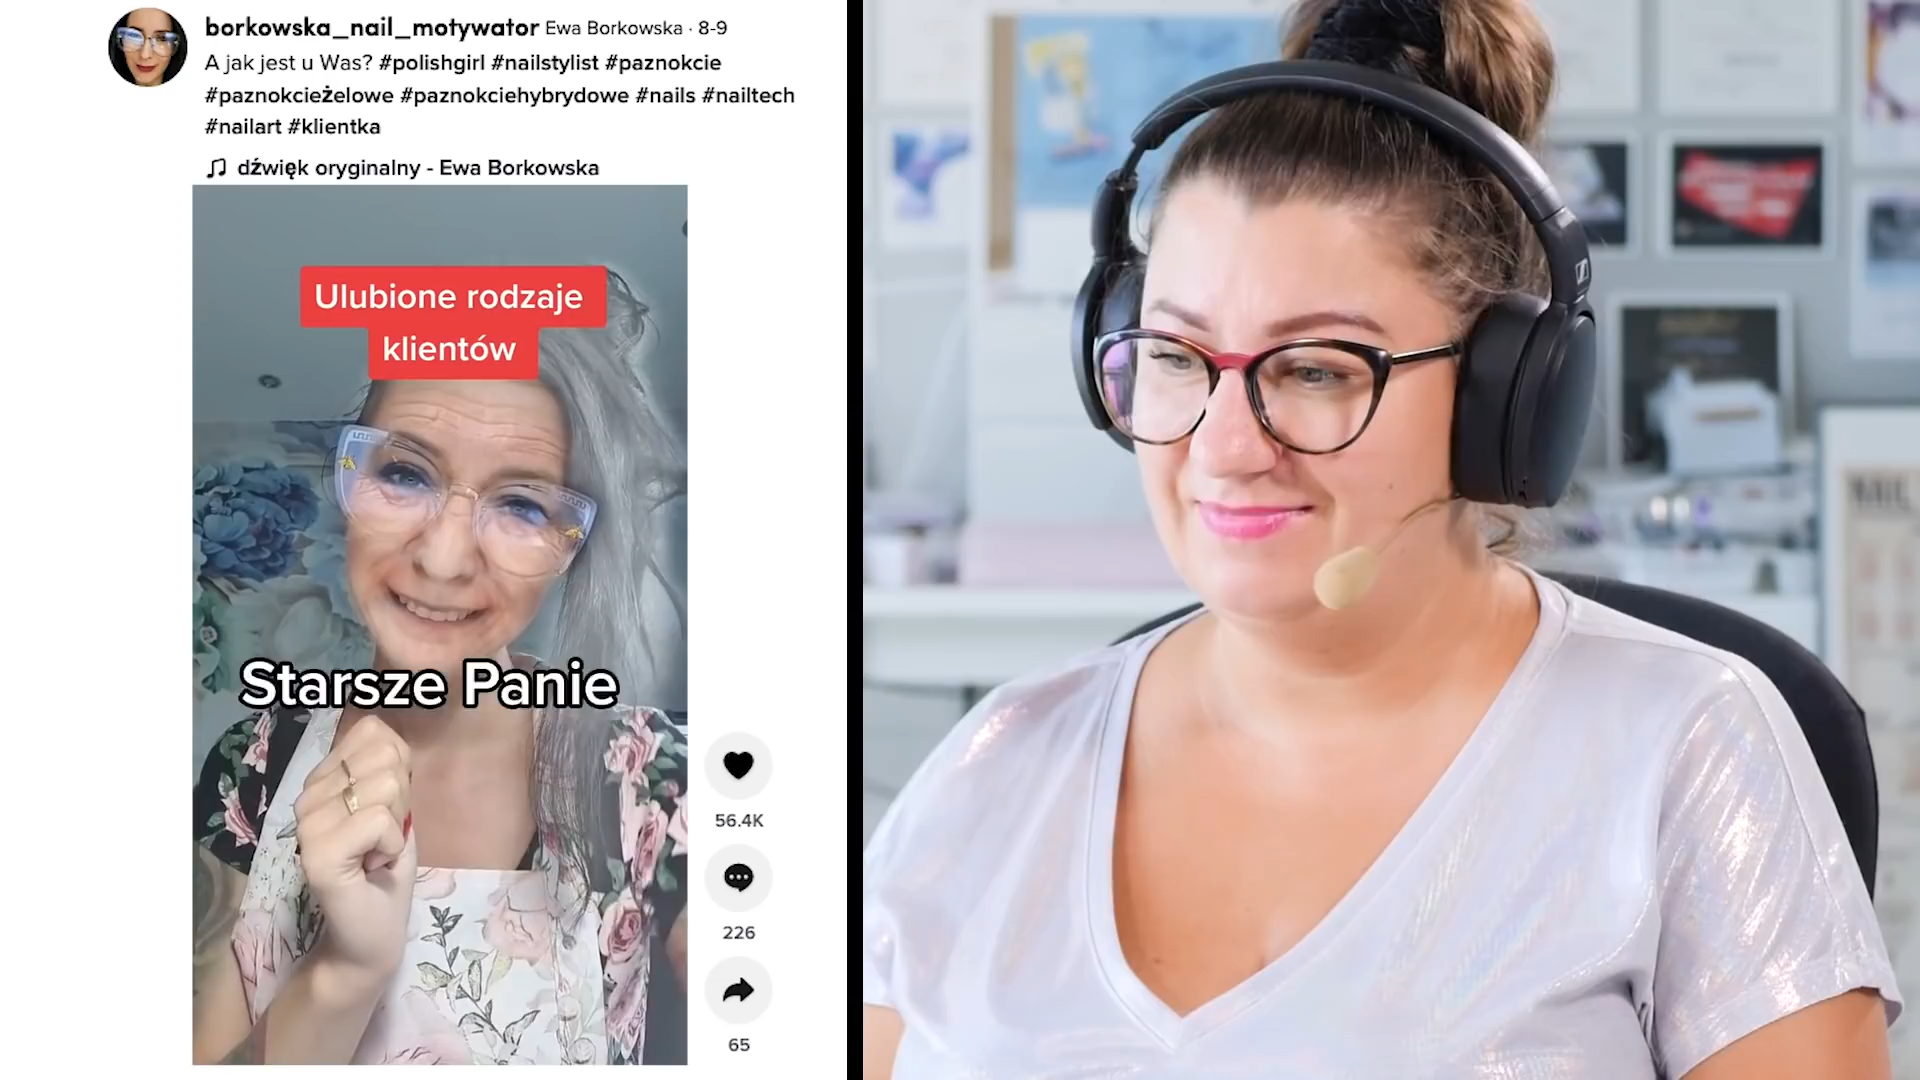 borkowska_nail_motywator Ewa Borkowska · 8-9
A jak jest u Was? #polishgirl #nailstylist #paznokcie
#paznokcieżelowe #paznokciehybrydowe #nails #nailtech
#nailart #klientka
dźwięk oryginalny - Ewa Borkowska
Ulubione rodzaje
klientów
Starsze Panie
56.4K
226
65
NAIL